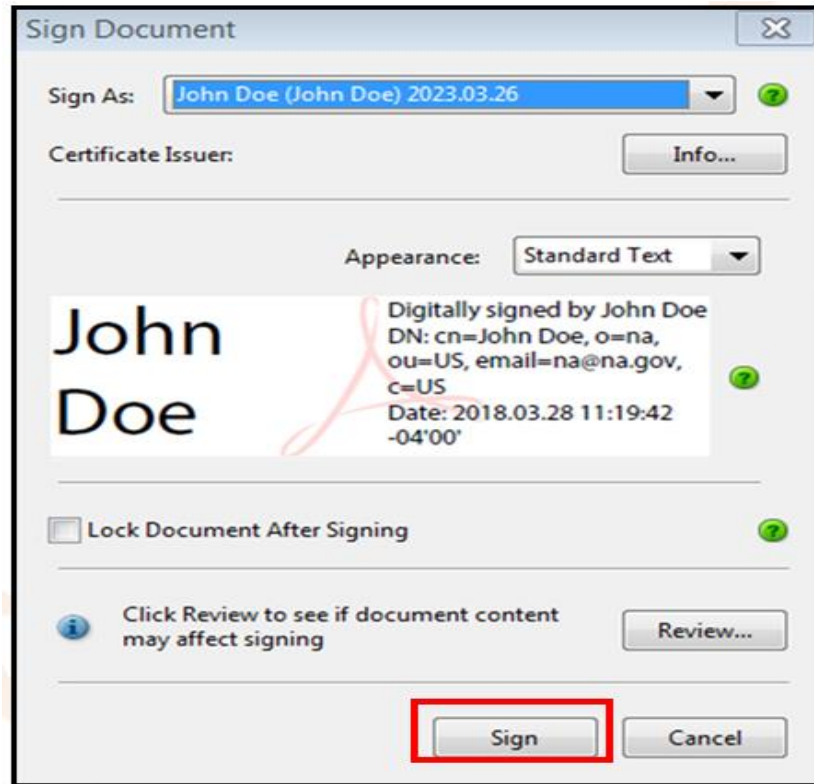 Sign Document
Sign As: John Doe (John Doe) 2023.03.26
Certificate Issuer: Info...
Appearance: Standard Text
John
Doe
Digitally signed by John Doe
DN: cn=John Doe, o=na,
ou=US, email=na@na.gov,
c=US
Date: 2018.03.28 11:19:42
-04'00'
Lock Document After Signing
Click Review to see if document content
may affect signing
Review...
Sign Cancel